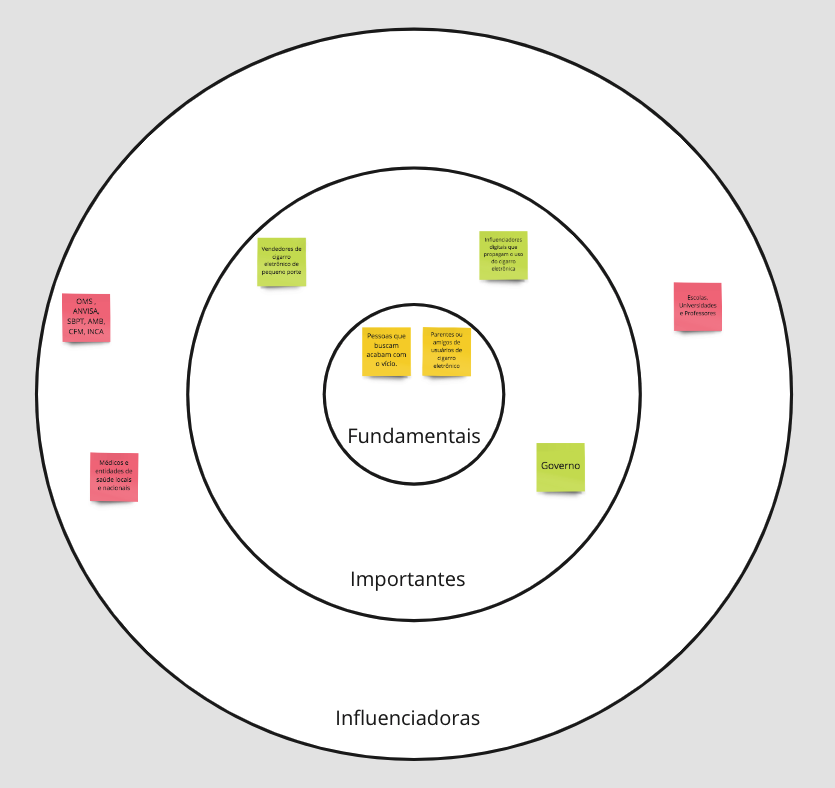 Vendedores de
cigarro
eletrônico de
pequeno porte
Influenciadores
digitais que
propagam o uso
do cigarro
eletrônica
OMS ,
ANVISA,
SBPT, AMB,
CFM, INCA
Escolas,
Universidades
e Professores
Pessoas que
buscam
acabam com
o vício.
Parentes ou
amigos de
usuários de
cigarro
eletrônico
Fundamentais
Médicos e
entidades de
saúde locais
e nacionais
Governo
Importantes
Influenciadoras